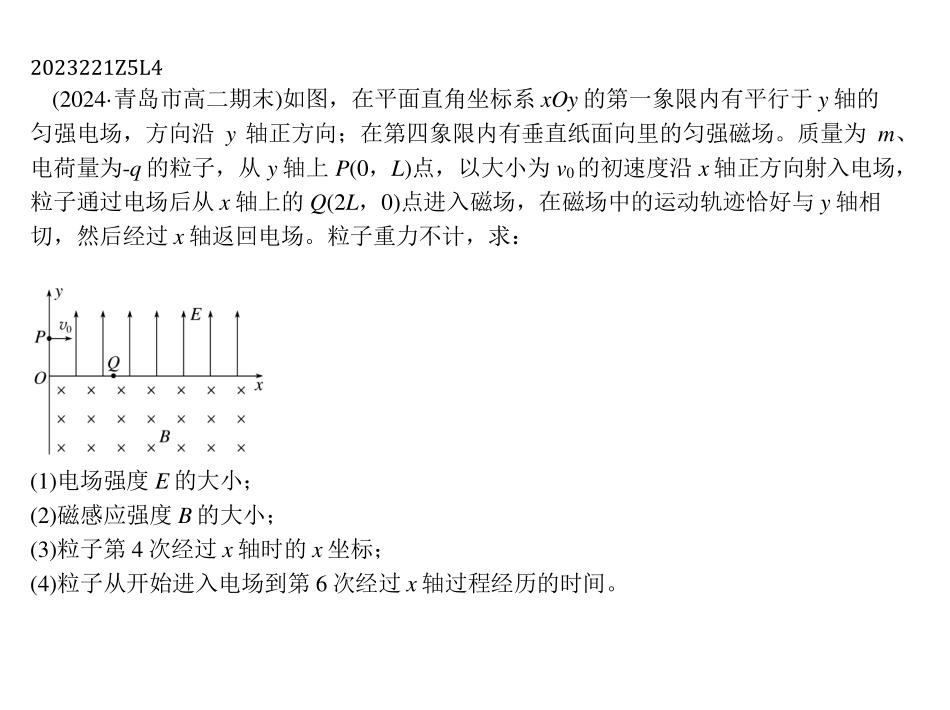 2023221Z5L4
(2024·青岛市高二期末)如图，在平面直角坐标系 xOy 的第一象限内有平行于 y 轴的
匀强电场，方向沿 y 轴正方向；在第四象限内有垂直纸面向里的匀强磁场。质量为 m、
电荷量为-q 的粒子，从 y 轴上 P(0，L)点，以大小为 v₀的初速度沿 x 轴正方向射入电场，
粒子通过电场后从 x 轴上的 Q(2L，0)点进入磁场，在磁场中的运动轨迹恰好与 y 轴相
切，然后经过 x 轴返回电场。粒子重力不计，求：
y
v₀
E
P
Q
O
x
B
(1)电场强度 E 的大小；
(2)磁感应强度 B 的大小；
(3)粒子第 4 次经过 x 轴时的 x 坐标；
(4)粒子从开始进入电场到第 6 次经过 x 轴过程经历的时间。